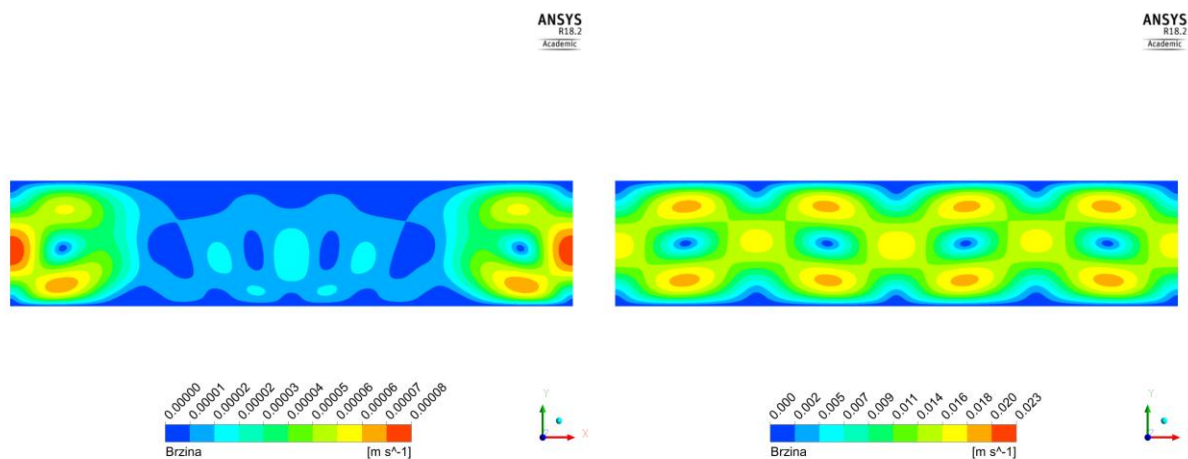 ANSYS
R18.2
Academic
0.00000
0.00001
0.00002
0.00002
0.00003
0.00004
0.00005
0.00006
0.00006
0.00007
0.00008
Brzina
[m s^-1]
Y
X
ANSYS
R18.2
Academic
0.000
0.002
0.005
0.007
0.009
0.011
0.014
0.016
0.018
0.020
0.023
Brzina
[m s^-1]
Y
X